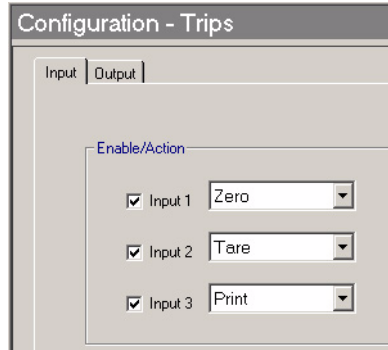 Configuration - Trips
Input Output
Enable/Action
Input 1 Zero
Input 2 Tare
Input 3 Print